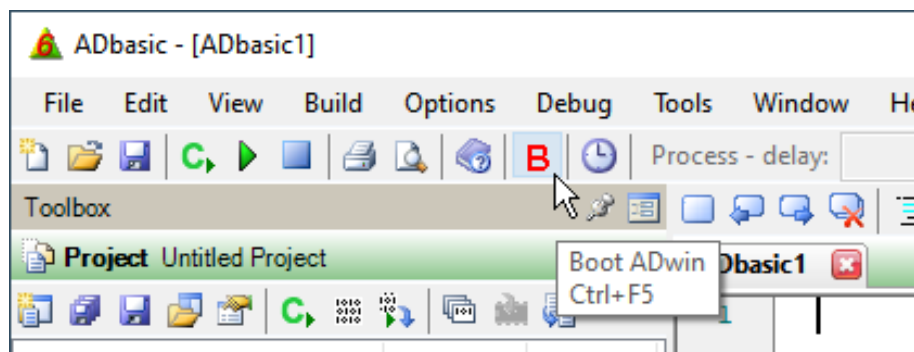 ADbasic - [ADbasic1]
File Edit View Build Options Debug Tools Window
B Process - delay:
Toolbox
Project Untitled Project
Boot ADwin
Ctrl+F5
Dbasic1
1